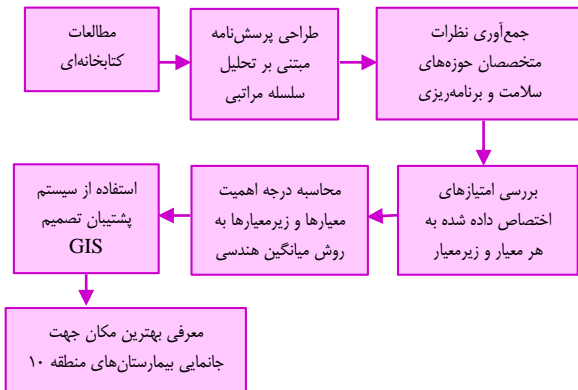 مطالعات
کتابخانه‌ای
طراحی پرسش‌نامه
مبتنی بر تحلیل
سلسله مراتبی
جمع‌آوری نظرات
متخصصان حوزه‌های
سلامت و برنامه‌ریزی
بررسی امتیازهای
اختصاص داده شده به
هر معیار و زیرمعیار
محاسبه درجه اهمیت
معیارها و زیرمعیارها به
روش میانگین هندسی
استفاده از سیستم
پشتیبان تصمیم
GIS
معرفی بهترین مکان جهت
جانمایی بیمارستان‌های منطقه ۱۰